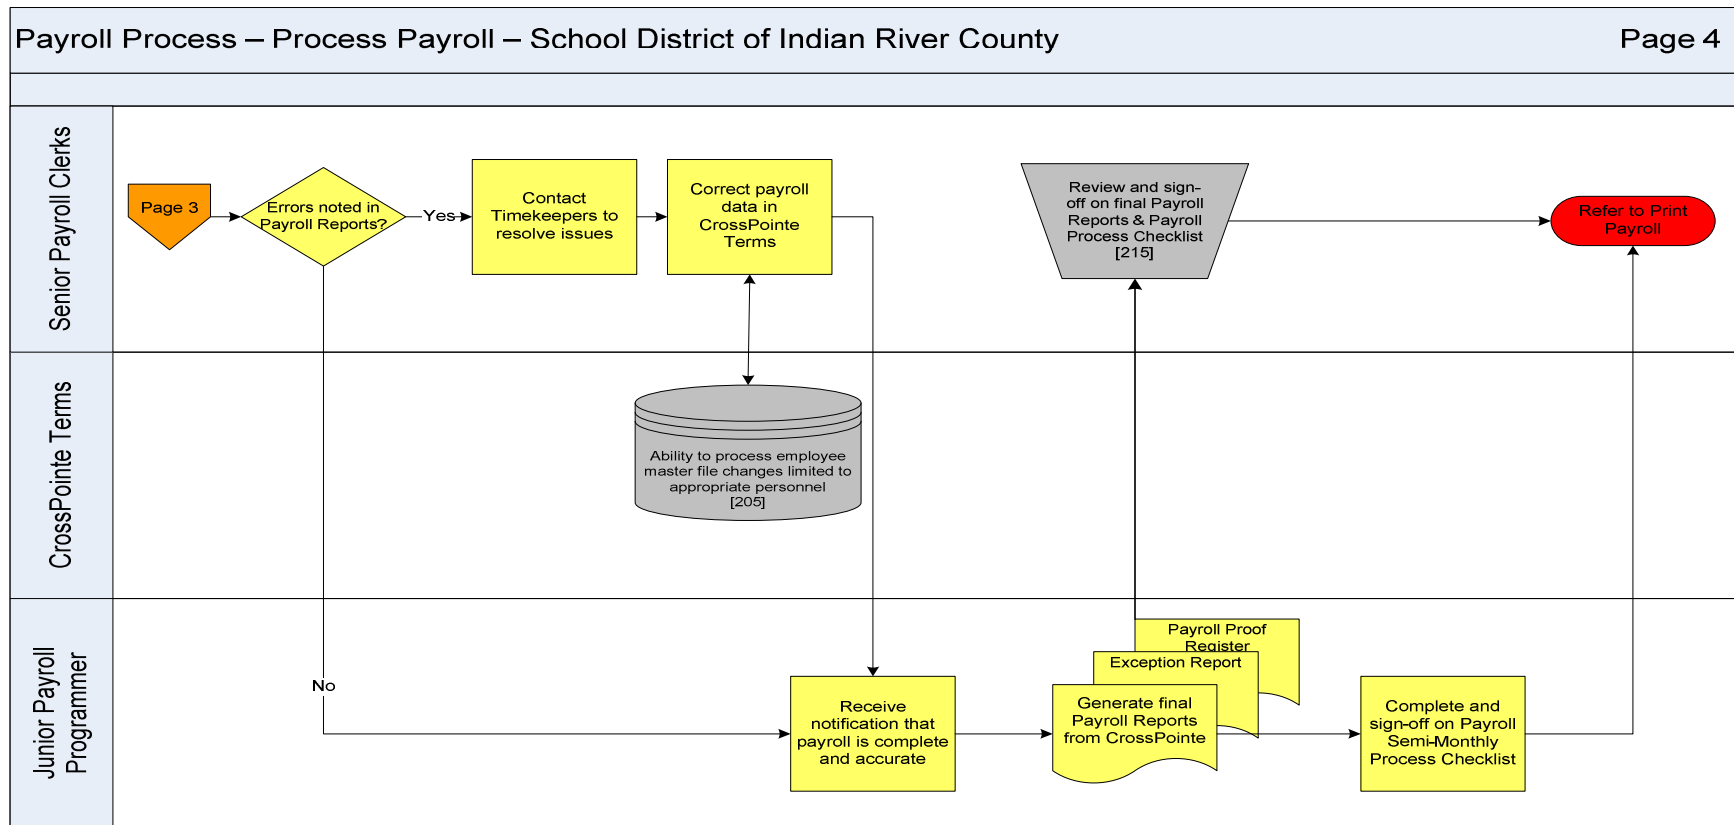 Payroll Process – Process Payroll – School District of Indian River County
Page 4
Senior Payroll Clerks
Page 3
Errors noted in
Payroll Reports?
Yes
Contact
Timekeepers to
resolve issues
Correct payroll
data in
CrossPointe
Terms
Review and sign-
off on final Payroll
Reports & Payroll
Process Checklist
[215]
Refer to Print
Payroll
CrossPointe Terms
Ability to process employee
master file changes limited to
appropriate personnel
[205]
Junior Payroll
Programmer
No
Receive
notification that
payroll is complete
and accurate
Payroll Proof
Register
Exception Report
Generate final
Payroll Reports
from CrossPointe
Complete and
sign-off on Payroll
Semi-Monthly
Process Checklist